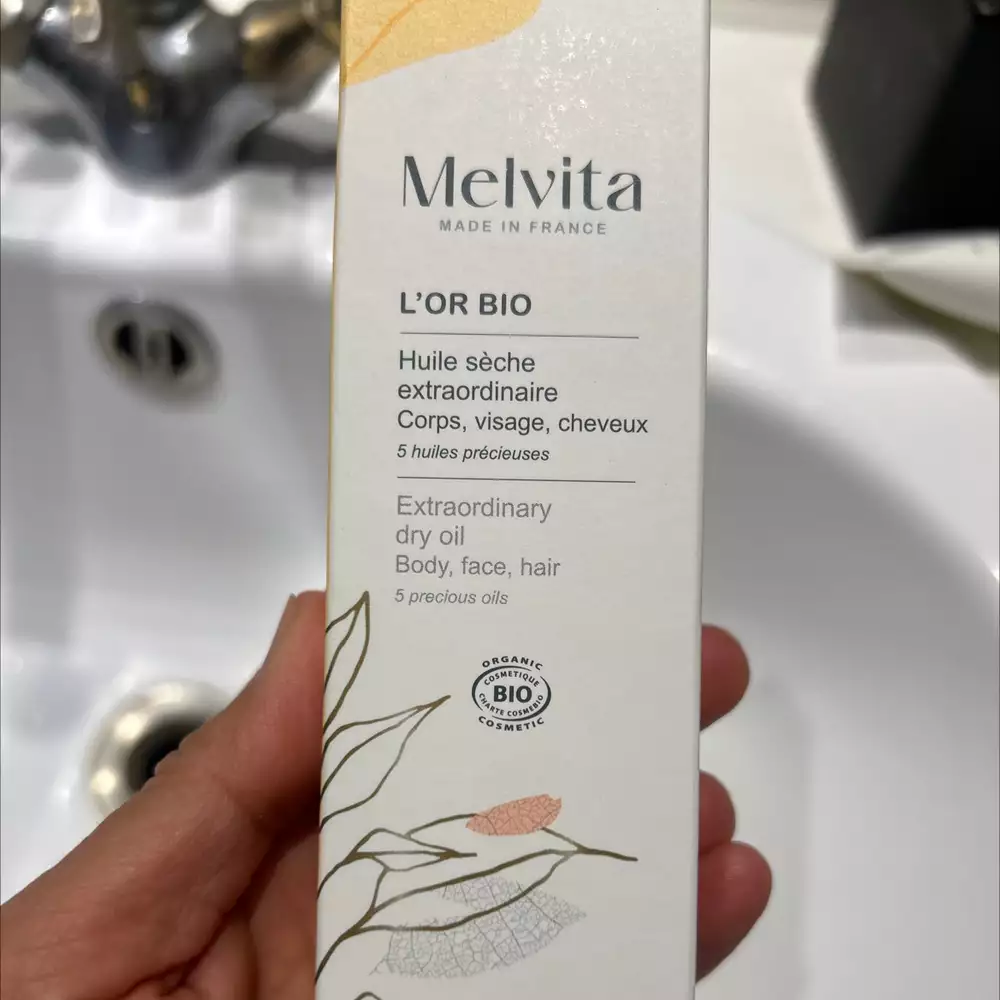 Melvita
MADE IN FRANCE
L'OR BIO
Huile sèche
extraordinaire
Corps, visage, cheveux
5 huiles précieuses
Extraordinary
dry oil
Body, face, hair
5 precious oils
ORGANIC
COSMETIQUE
BIO
CHARTE COSMEBIO
COSMETIC